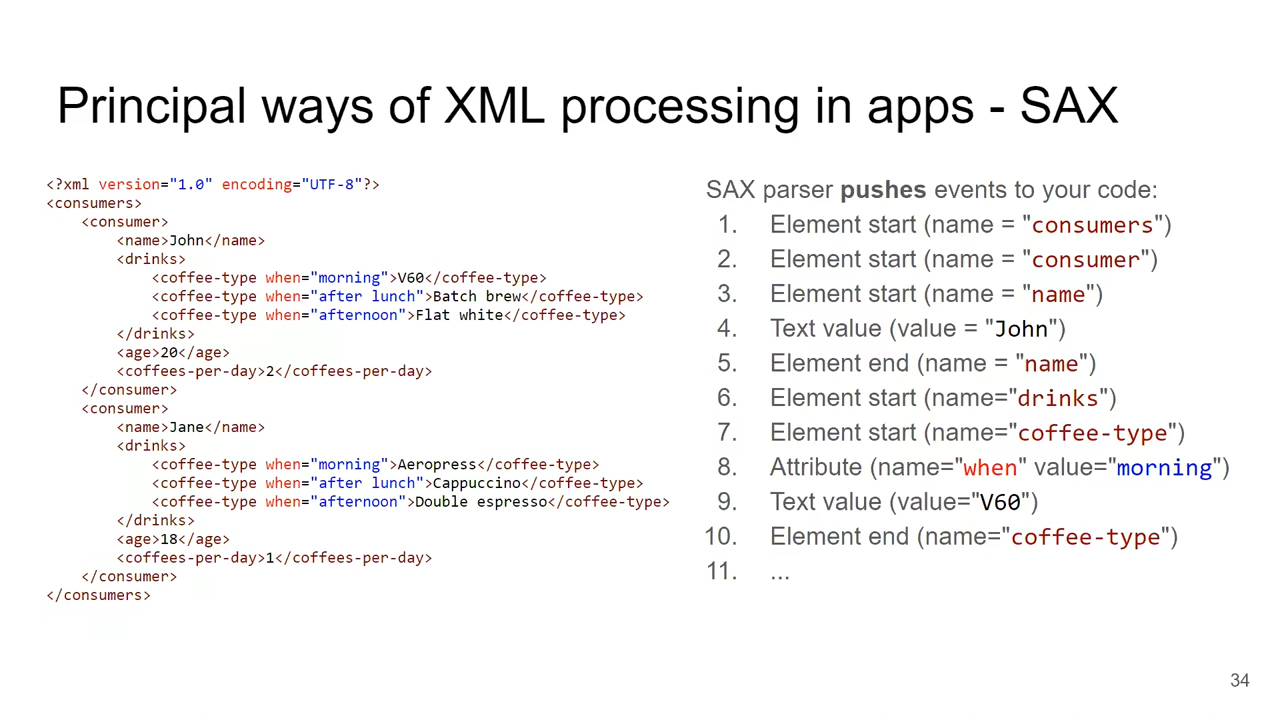 Principal ways of XML processing in apps - SAX
<?xml version="1.0" encoding="UTF-8"?>
<consumers>
    <consumer>
        <name>John</name>
        <drinks>
            <coffee-type when="morning">V60</coffee-type>
            <coffee-type when="after lunch">Batch brew</coffee-type>
            <coffee-type when="afternoon">Flat white</coffee-type>
        </drinks>
        <age>20</age>
        <coffees-per-day>2</coffees-per-day>
    </consumer>
    <consumer>
        <name>Jane</name>
        <drinks>
            <coffee-type when="morning">Aeropress</coffee-type>
            <coffee-type when="after lunch">Cappuccino</coffee-type>
            <coffee-type when="afternoon">Double espresso</coffee-type>
        </drinks>
        <age>18</age>
        <coffees-per-day>1</coffees-per-day>
    </consumer>
</consumers>
SAX parser pushes events to your code:
1. Element start (name = "consumers")
2. Element start (name = "consumer")
3. Element start (name = "name")
4. Text value (value = "John")
5. Element end (name = "name")
6. Element start (name="drinks")
7. Element start (name="coffee-type")
8. Attribute (name="when" value="morning")
9. Text value (value="V60")
10. Element end (name="coffee-type")
11. ...
34